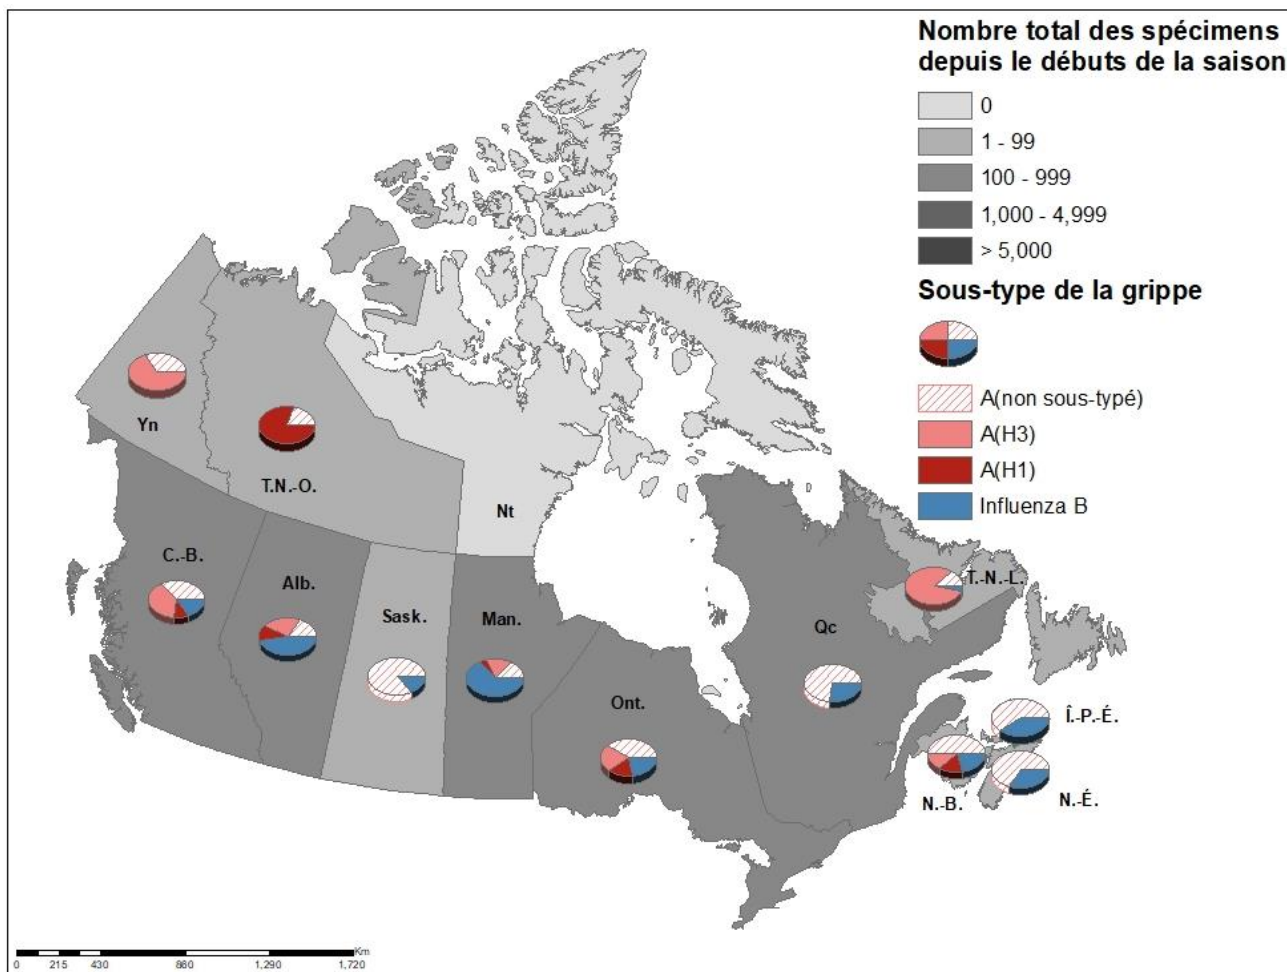 Nombre total des spécimens
depuis le débuts de la saison
0
1 - 99
100 - 999
1,000 - 4,999
> 5,000
Sous-type de la grippe
A(non sous-typé)
A(H3)
A(H1)
Influenza B
Yn
T.N.-O.
Nt
C.-B.
Alb.
Sask.
Man.
Ont.
Qc
T.-N.-L.
Î.-P.-É.
N.-B.
N.-É.
Km
0 215 430 860 1,290 1,720